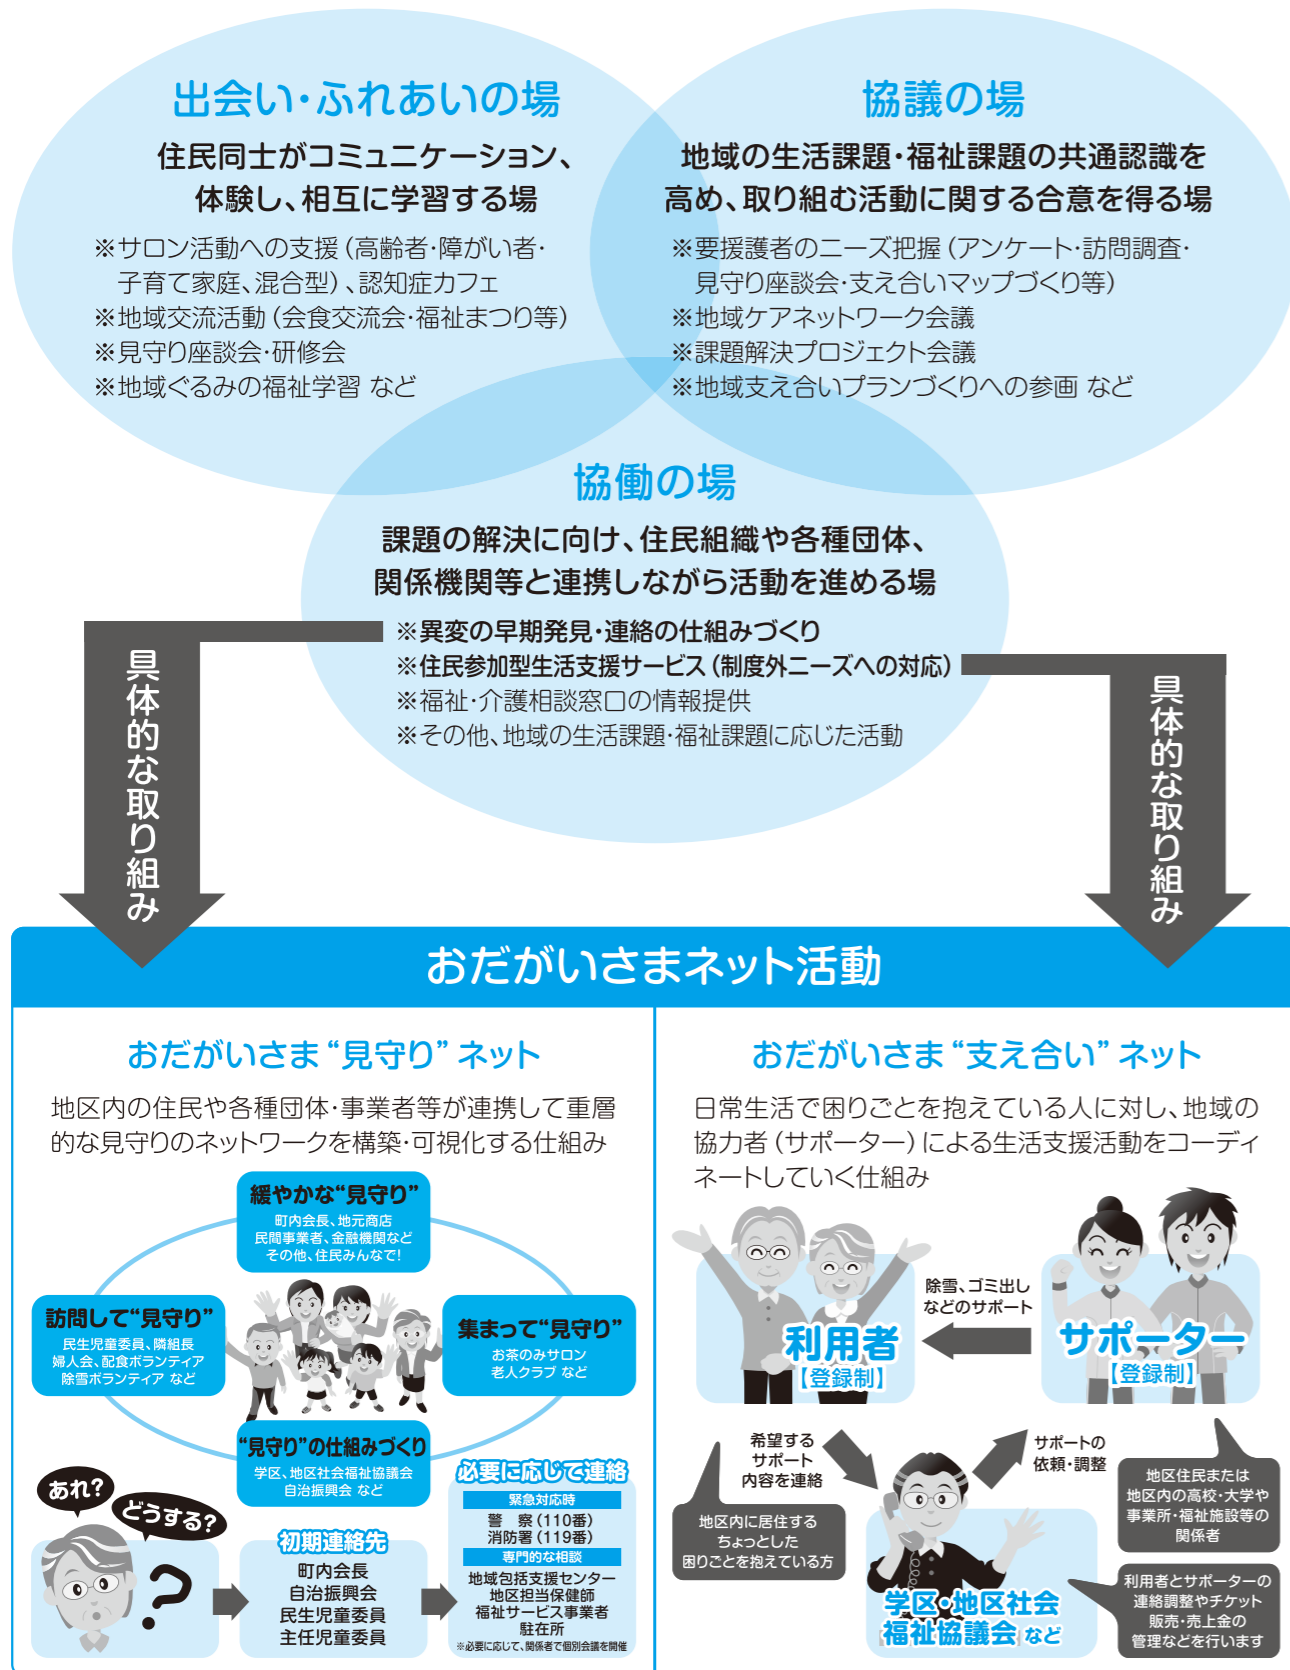 出会い・ふれあいの場
住民同士がコミュニケーション、
体験し、相互に学習する場
※サロン活動への支援（高齢者・障がい者・
子育て家庭、混合型）、認知症カフェ
※地域交流活動（会食交流会・福祉まつり等）
※見守り座談会・研修会
※地域ぐるみの福祉学習 など
協議の場
地域の生活課題・福祉課題の共通認識を
高め、取り組む活動に関する合意を得る場
※要援護者のニーズ把握（アンケート・訪問調査・
見守り座談会・支え合いマップづくり等）
※地域ケアネットワーク会議
※課題解決プロジェクト会議
※地域支え合いプランづくりへの参画 など
協働の場
課題の解決に向け、住民組織や各種団体、
関係機関等と連携しながら活動を進める場
※異変の早期発見・連絡の仕組みづくり
※住民参加型生活支援サービス（制度外ニーズへの対応）
※福祉・介護相談窓口の情報提供
※その他、地域の生活課題・福祉課題に応じた活動
具体的な取り組み
具体的な取り組み
おだがいさまネット活動
おだがいさま“見守り”ネット
地区内の住民や各種団体・事業者等が連携して重層
的な見守りのネットワークを構築・可視化する仕組み
緩やかな“見守り”
町内会長、地元商店
民間事業者、金融機関など
その他、住民みんなで!
訪問して“見守り”
民生児童委員、隣組長
婦人会、配食ボランティア
除雪ボランティア など
集まって“見守り”
お茶のみサロン
老人クラブ など
“見守り”の仕組みづくり
学区、地区社会福祉協議会
自治振興会 など
あれ?
どうする?
初期連絡先
町内会長
自治振興会
民生児童委員
主任児童委員
必要に応じて連絡
緊急対応時
警　察（110番）
消防署（119番）
専門的な相談
地域包括支援センター
地区担当保健師
福祉サービス事業者
駐在所
※必要に応じて、関係者で個別会議を開催
おだがいさま“支え合い”ネット
日常生活で困りごとを抱えている人に対し、地域の
協力者（サポーター）による生活支援活動をコーディ
ネートしていく仕組み
利用者
【登録制】
除雪、ゴミ出し
などのサポート
サポーター
【登録制】
希望する
サポート
内容を連絡
サポートの
依頼・調整
地区内に居住する
ちょっとした
困りごとを抱えている方
地区住民または
地区内の高校・大学や
事業所・福祉施設等の
関係者
学区・地区社会
福祉協議会 など
利用者とサポーターの
連絡調整やチケット
販売・売上金の
管理などを行います